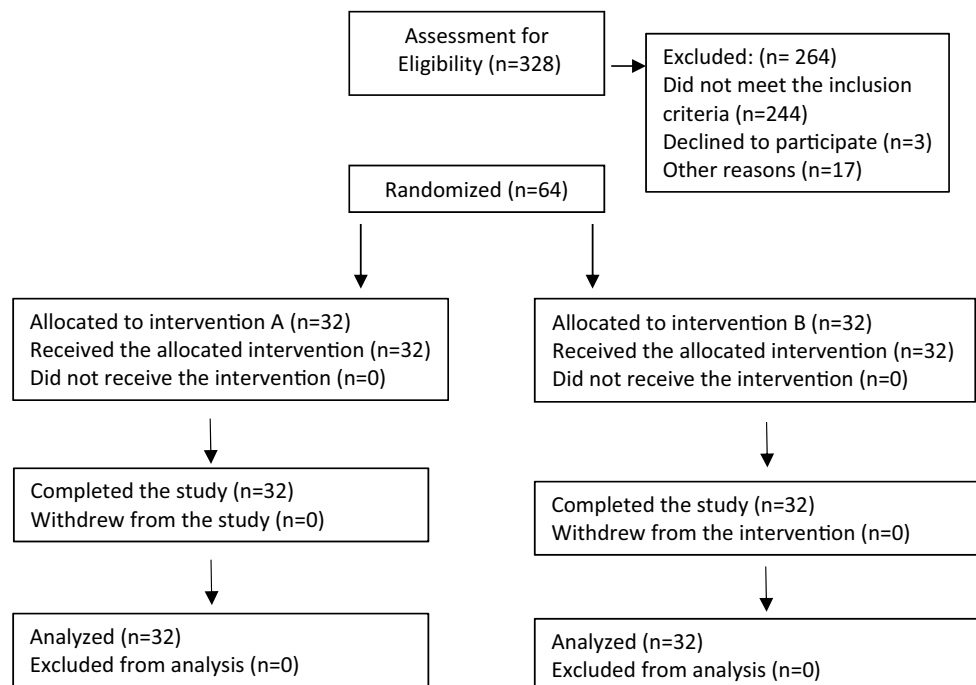 Assessment for
Eligibility (n=328)
Excluded: (n= 264)
Did not meet the inclusion
criteria (n=244)
Declined to participate (n=3)
Other reasons (n=17)
Randomized (n=64)
Allocated to intervention A (n=32)
Received the allocated intervention (n=32)
Did not receive the intervention (n=0)
Allocated to intervention B (n=32)
Received the allocated intervention (n=32)
Did not receive the intervention (n=0)
Completed the study (n=32)
Withdrew from the study (n=0)
Completed the study (n=32)
Withdrew from the intervention (n=0)
Analyzed (n=32)
Excluded from analysis (n=0)
Analyzed (n=32)
Excluded from analysis (n=0)